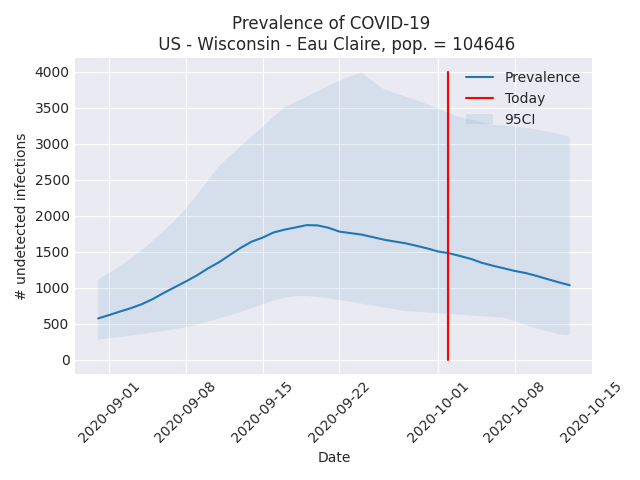 Prevalence of COVID-19
US - Wisconsin - Eau Claire, pop. = 104646
# undetected infections
4000
3500
3000
2500
2000
1500
1000
500
0
Prevalence
Today
95CI
2020-09-01
2020-09-08
2020-09-15
2020-09-22
2020-10-01
2020-10-08
2020-10-15
Date